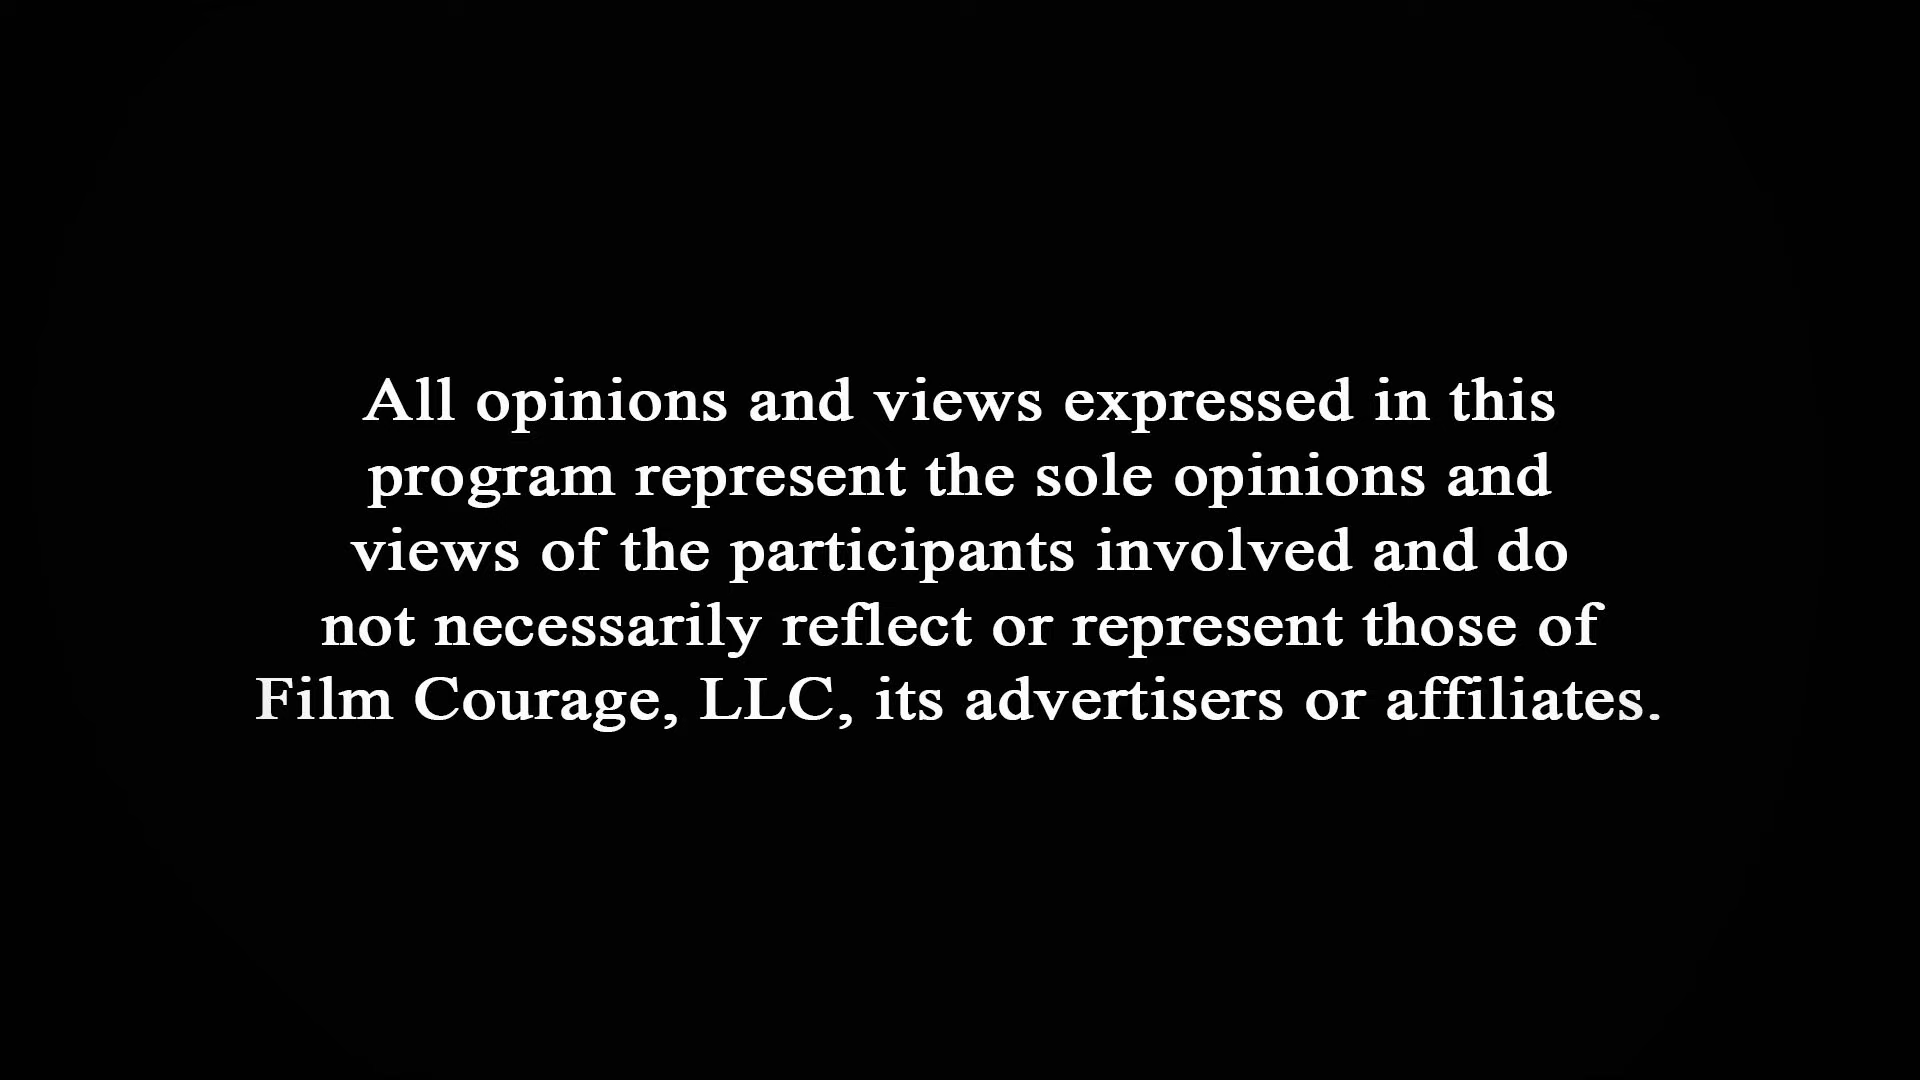 All opinions and views expressed in this
program represent the sole opinions and
views of the participants involved and do
not necessarily reflect or represent those of
Film Courage, LLC, its advertisers or affiliates.